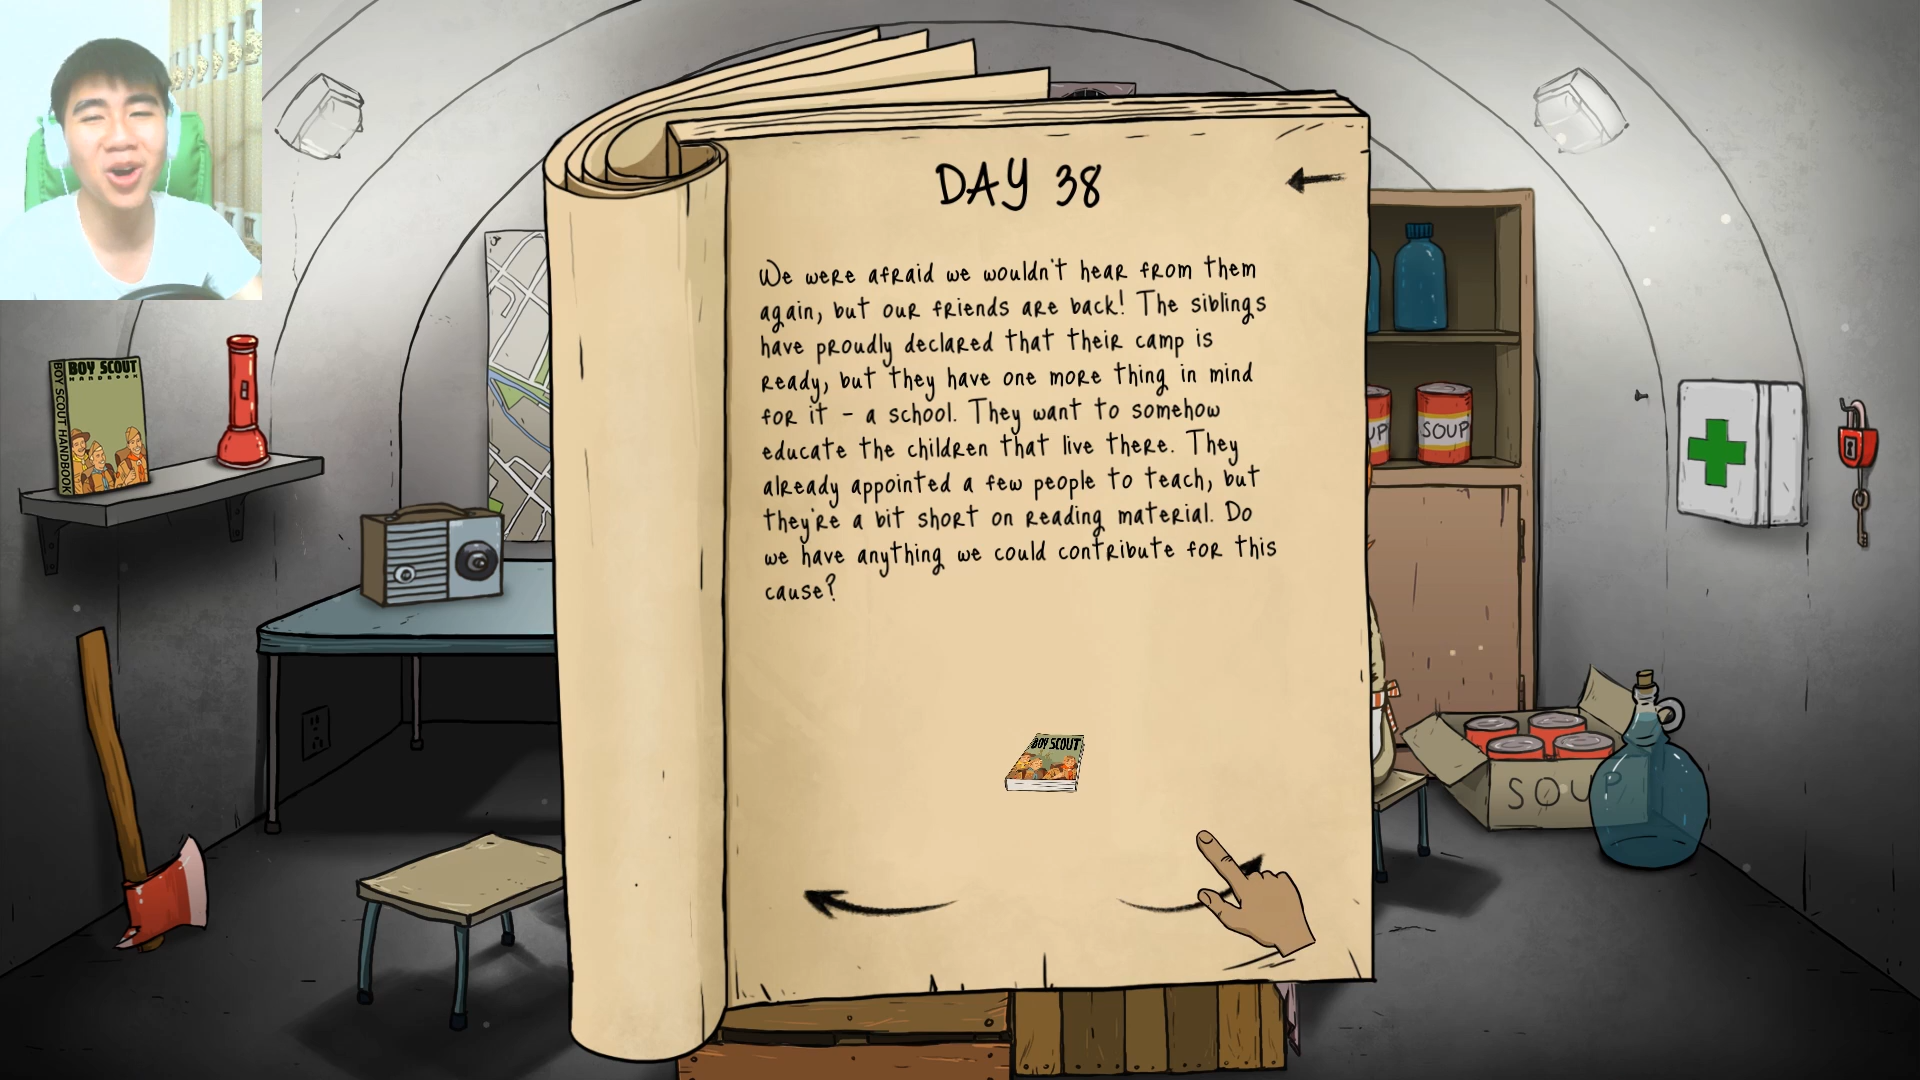 DAY 38
We were afraid we wouldn't hear from them
again, but our friends are back! The siblings
have proudly declared that their camp is
ready, but they have one more thing in mind
for it - a school. They want to somehow
educate the children that live there. They
already appointed a few people to teach, but
they're a bit short on reading material. Do
we have anything we could contribute for this
cause?
BOY SCOUT
BOY SCOUT
HANDBOOK
BOY SCOUT HANDBOOK
UP
SOUP
SOUP